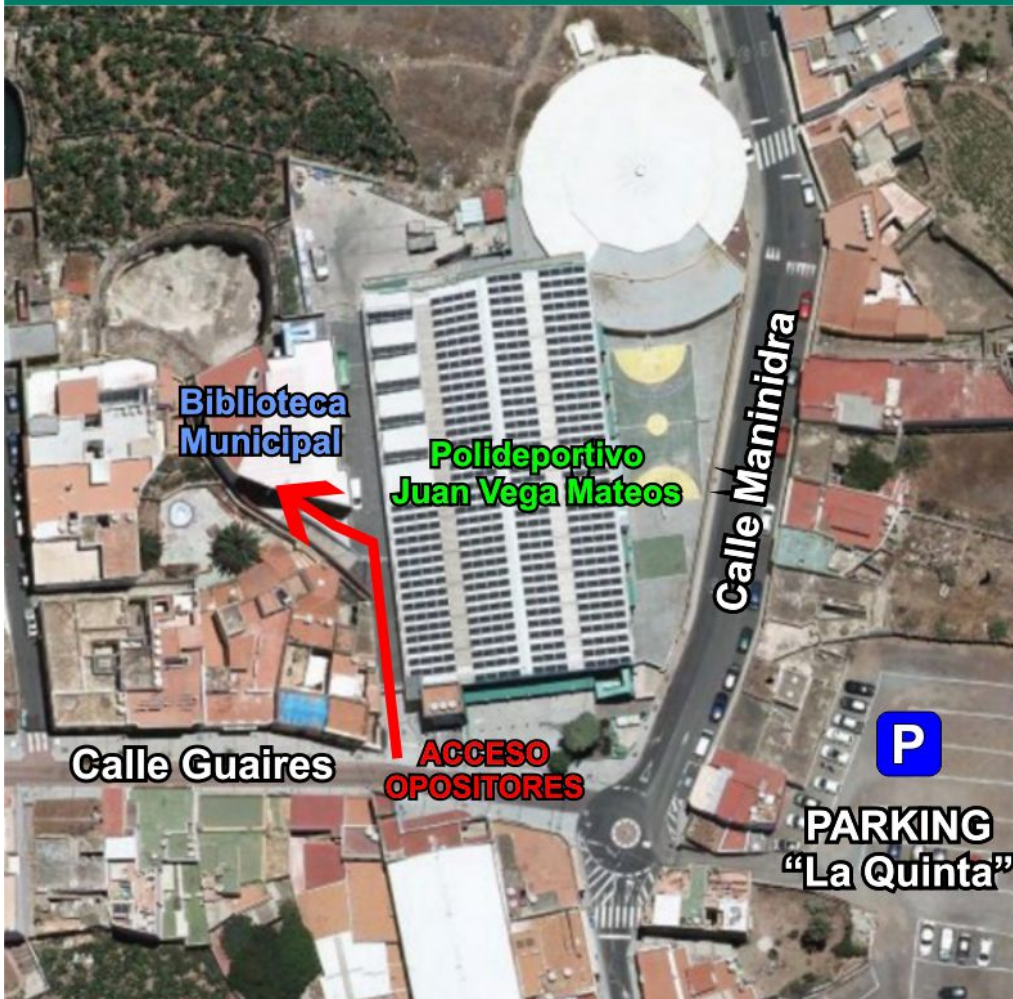 Biblioteca
Municipal
Polideportivo
Juan Vega Mateos
Calle Maninidra
Calle Guaires
ACCESO
OPOSITORES
P
PARKING
“La Quinta”